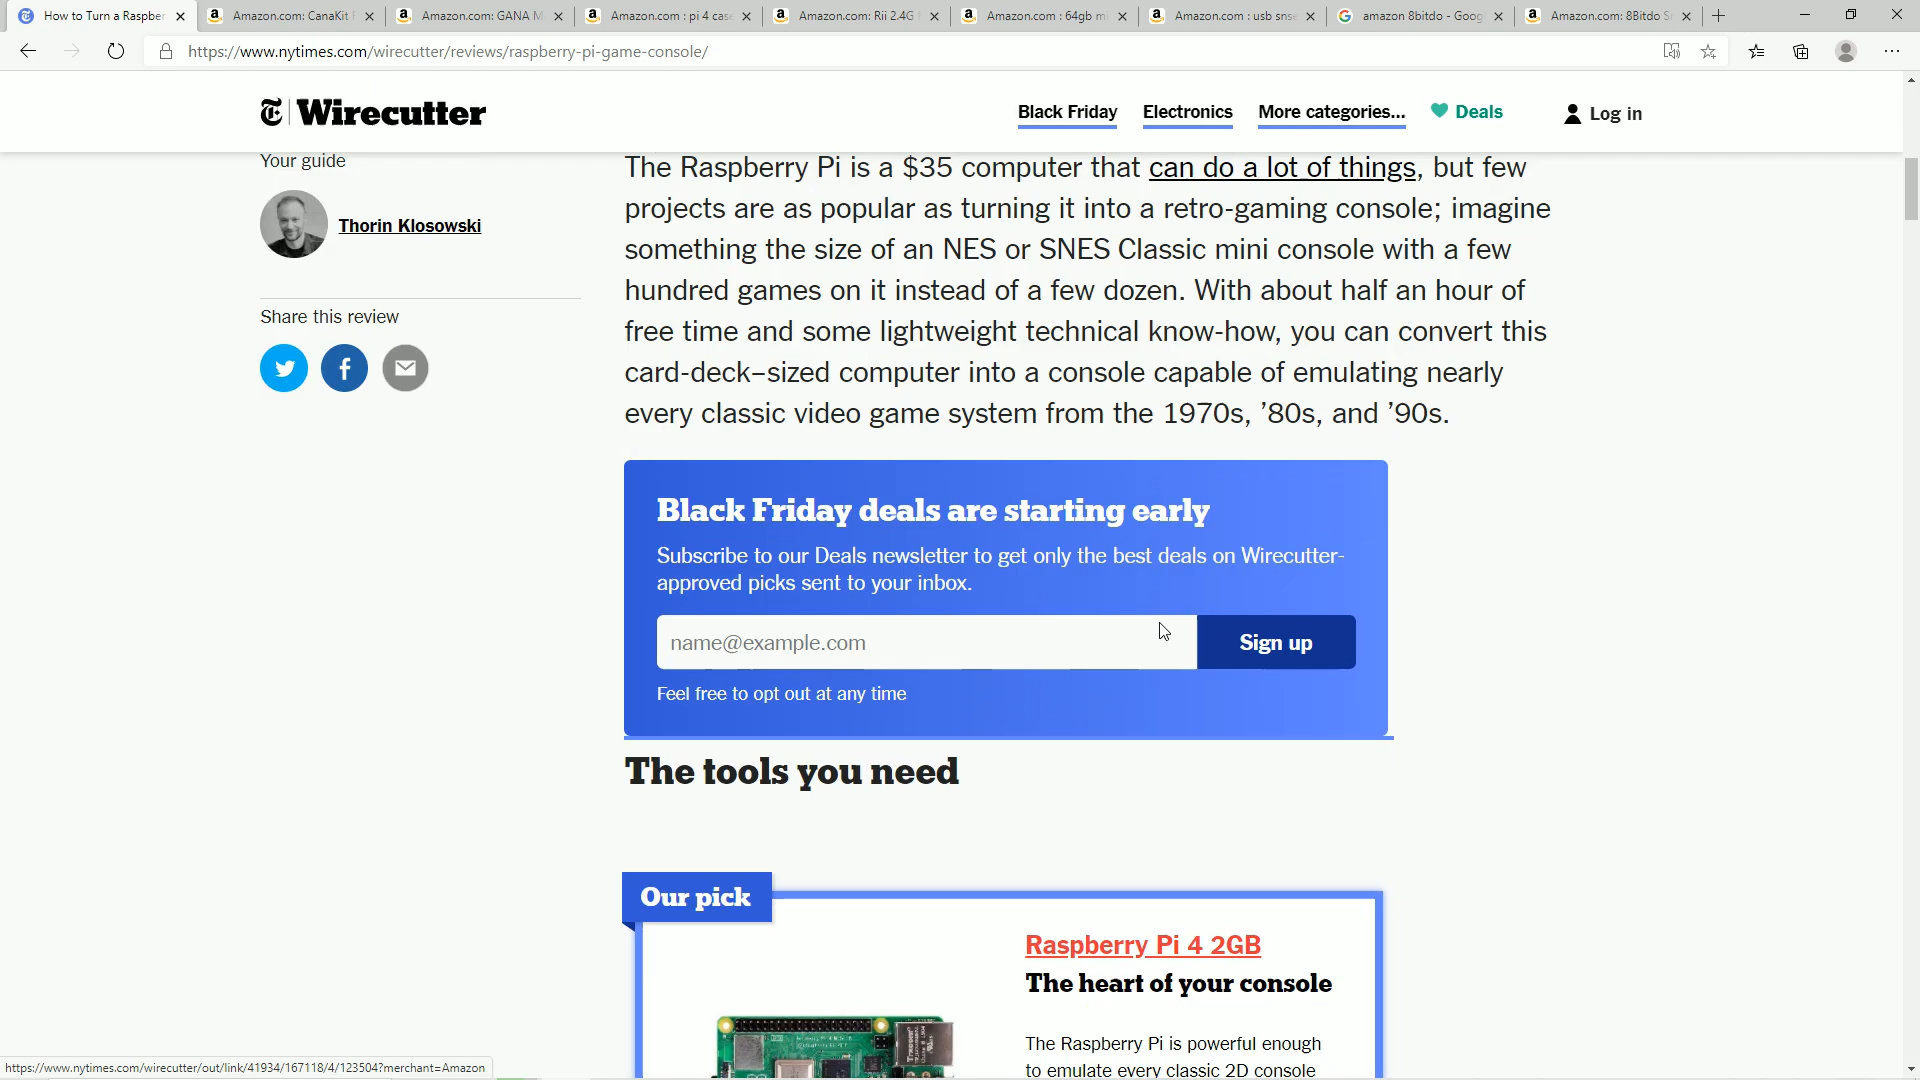 How to Turn a Raspber
Amazon.com: CanaKit
Amazon.com: GANA M
Amazon.com : pi 4 case
Amazon.com: Rii 2.4G
Amazon.com : 64gb mi
Amazon.com : usb snse
amazon 8bitdo - Goog
Amazon.com: 8Bitdo S
https://www.nytimes.com/wirecutter/reviews/raspberry-pi-game-console/
Wirecutter
Black Friday
Electronics
More categories...
Deals
Log in
Your guide
Thorin Klosowski
Share this review
The Raspberry Pi is a $35 computer that can do a lot of things, but few
projects are as popular as turning it into a retro-gaming console; imagine
something the size of an NES or SNES Classic mini console with a few
hundred games on it instead of a few dozen. With about half an hour of
free time and some lightweight technical know-how, you can convert this
card-deck–sized computer into a console capable of emulating nearly
every classic video game system from the 1970s, ’80s, and ’90s.
Black Friday deals are starting early
Subscribe to our Deals newsletter to get only the best deals on Wirecutter-
approved picks sent to your inbox.
name@example.com
Sign up
Feel free to opt out at any time
The tools you need
Our pick
Raspberry Pi 4 2GB
The heart of your console
The Raspberry Pi is powerful enough
to emulate every classic 2D console
https://www.nytimes.com/wirecutter/out/link/41934/167118/4/123504?merchant=Amazon